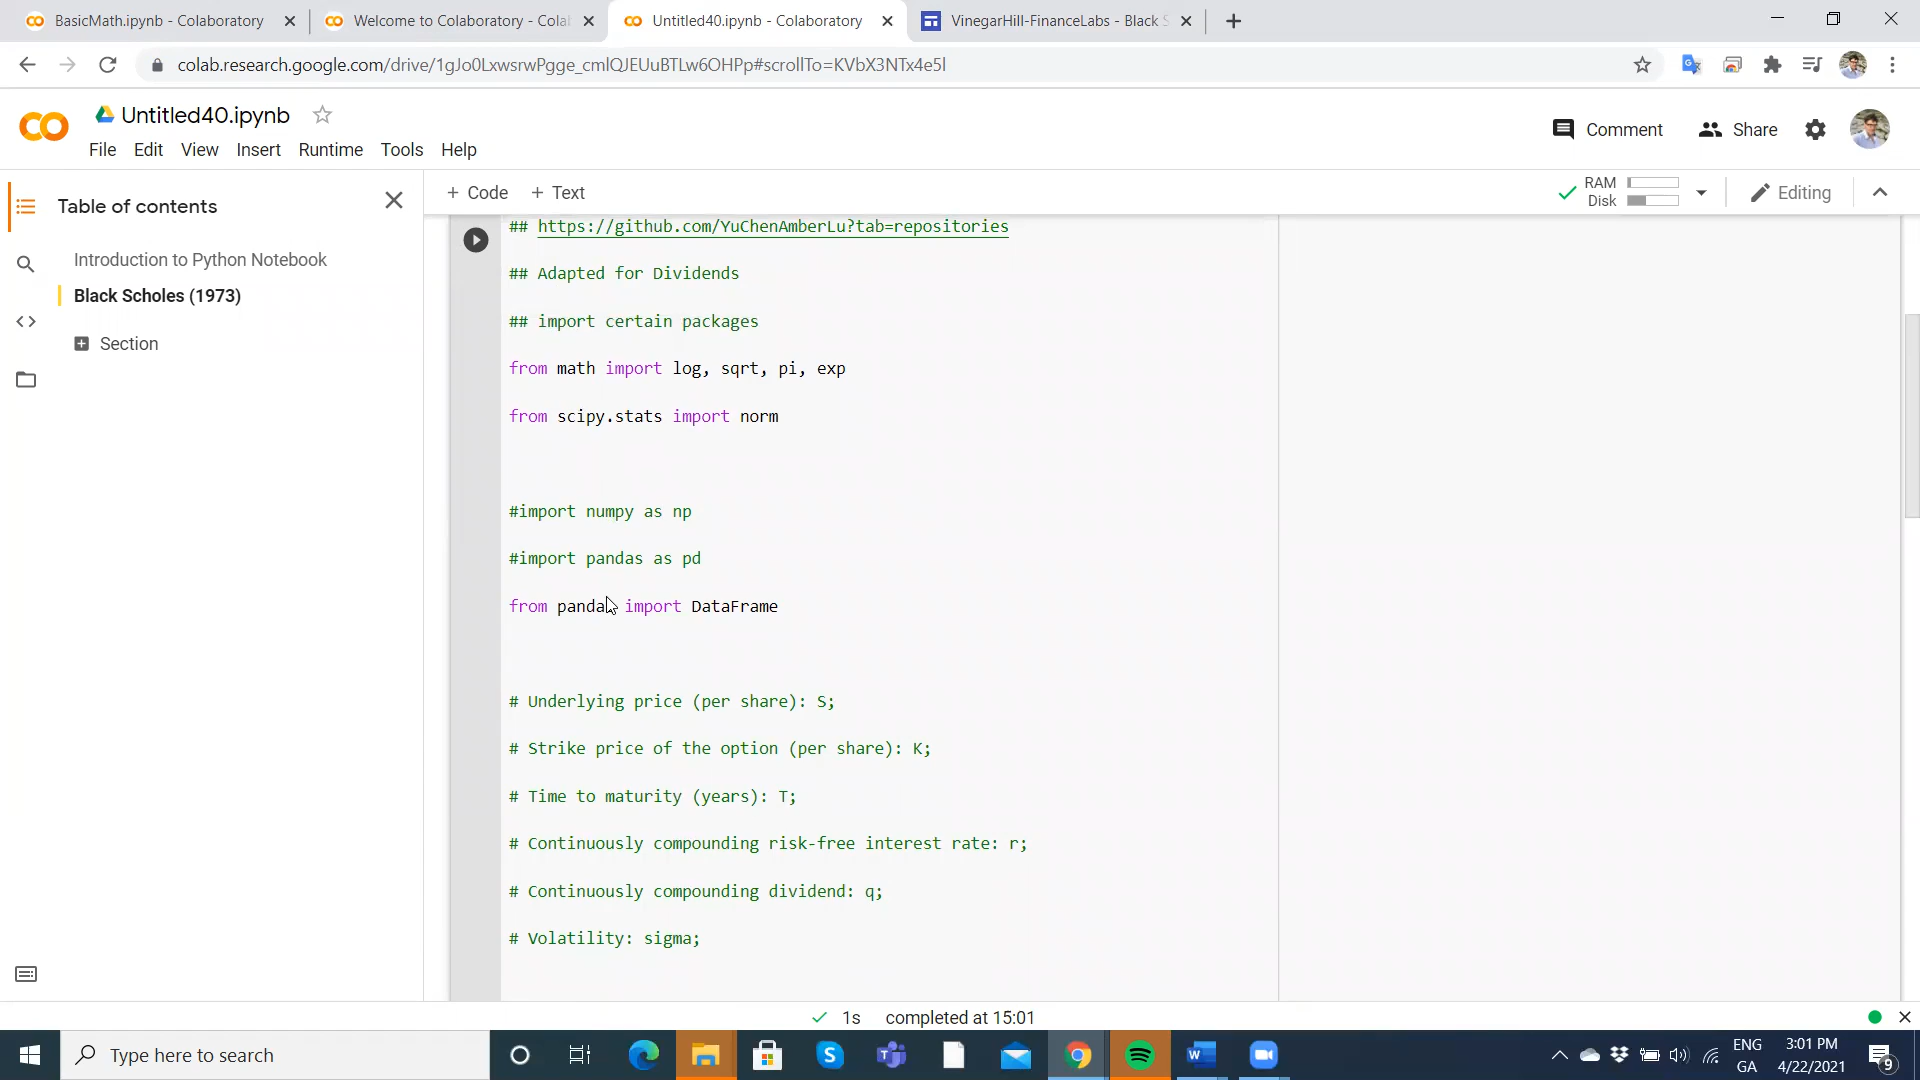 BasicMath.ipynb - Colaboratory
Welcome to Colaboratory - Colal
Untitled40.ipynb - Colaboratory
VinegarHill-FinanceLabs - Black S
colab.research.google.com/drive/1gJo0LxwsrwPgge_cmlQJEUuBTLw6OHPp#scrollTo=KVbX3NTx4e5l
Untitled40.ipynb
Comment
Share
File Edit View Insert Runtime Tools Help
Table of contents
+ Code + Text
RAM
Disk
Editing
Introduction to Python Notebook
Black Scholes (1973)
Section
## https://github.com/YuChenAmberLu?tab=repositories
## Adapted for Dividends
## import certain packages
from math import log, sqrt, pi, exp
from scipy.stats import norm
#import numpy as np
#import pandas as pd
from pandas import DataFrame
# Underlying price (per share): S;
# Strike price of the option (per share): K;
# Time to maturity (years): T;
# Continuously compounding risk-free interest rate: r;
# Continuously compounding dividend: q;
# Volatility: sigma;
1s completed at 15:01
Type here to search
ENG
GA
3:01 PM
4/22/2021
9